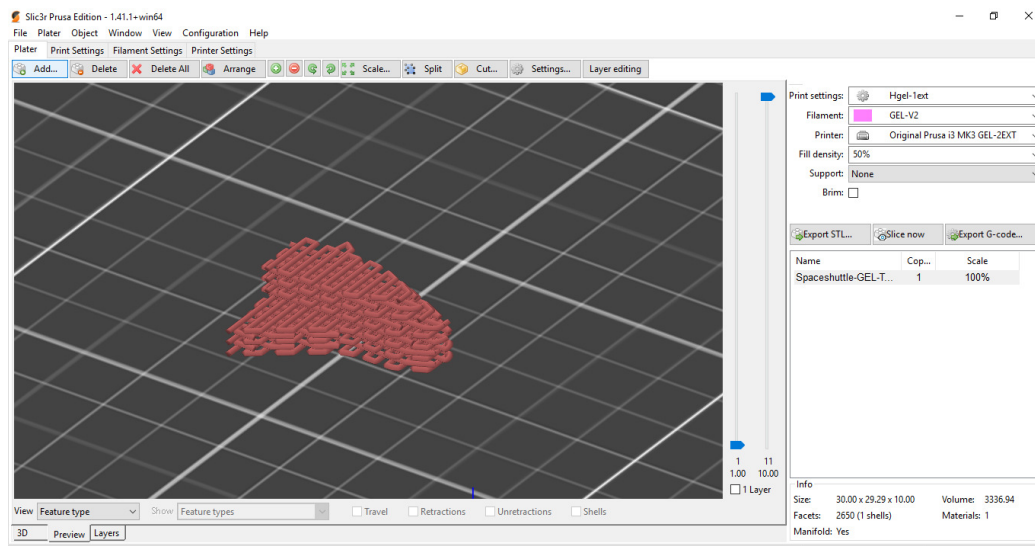 Slic3r Prusa Edition - 1.41.1+win64
File Plater Object Window View Configuration Help
Plater Print Settings Filament Settings Printer Settings
Add... Delete Delete All Arrange Scale... Split Cut... Settings... Layer editing
Print settings: Hgel-1ext
Filament: GEL-V2
Printer: Original Prusa i3 MK3 GEL-2EXT
Fill density: 50%
Support: None
Brim:
Export STL... Slice now Export G-code...
Name Cop... Scale
Spaceshuttle-GEL-T... 1 100%
1 11
1.00 10.00
1 Layer
Info
Size: 30.00 x 29.29 x 10.00 Volume: 3336.94
Facets: 2650 (1 shells) Materials: 1
Manifold: Yes
View Feature type Show Feature types Travel Retractions Unretractions Shells
3D Preview Layers